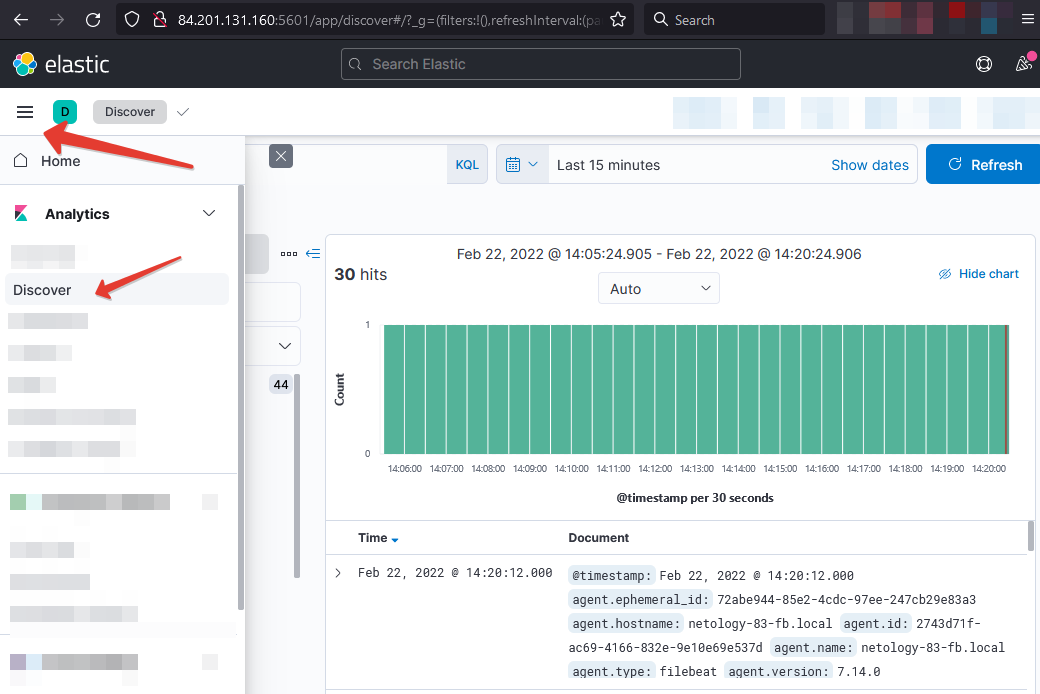 84.201.131.160:5601/app/discover#/?_g=(filters:!(),refreshInterval:(pa
Search
elastic
Search Elastic
D
Discover
Home
KQL
Last 15 minutes
Show dates
Refresh
Analytics
Discover
44
Feb 22, 2022 @ 14:05:24.905 - Feb 22, 2022 @ 14:20:24.906
30 hits
Auto
Hide chart
Count
1
0
14:06:00 14:07:00 14:08:00 14:09:00 14:10:00 14:11:00 14:12:00 14:13:00 14:14:00 14:15:00 14:16:00 14:17:00 14:18:00 14:19:00 14:20:00
@timestamp per 30 seconds
Time Document
Feb 22, 2022 @ 14:20:12.000
@timestamp: Feb 22, 2022 @ 14:20:12.000
agent.ephemeral_id: 72abe944-85e2-4cdc-97ee-247cb29e83a3
agent.hostname: netology-83-fb.local agent.id: 2743d71f-
ac69-4166-832e-9e10e69e537d agent.name: netology-83-fb.local
agent.type: filebeat agent.version: 7.14.0